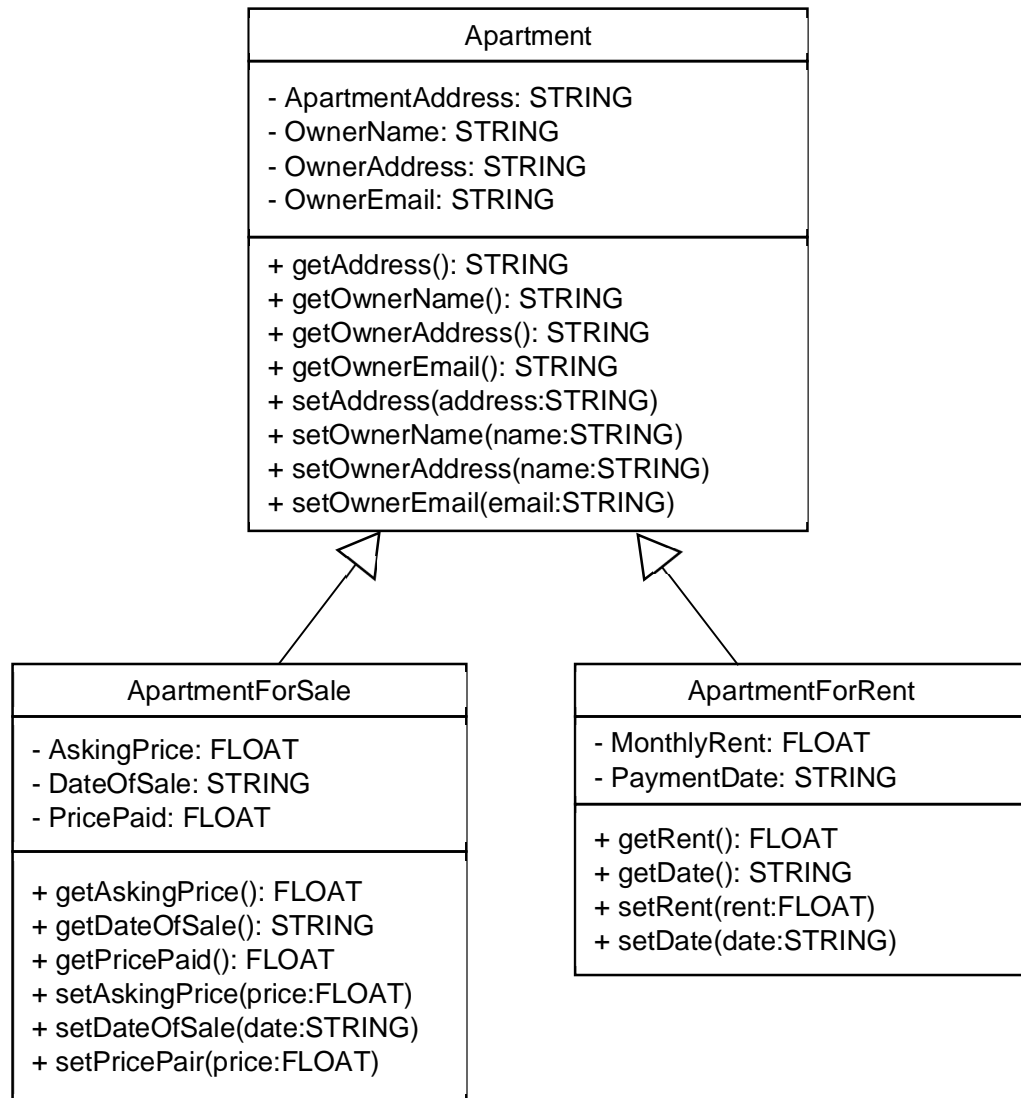 Apartment
- ApartmentAddress: STRING
- OwnerName: STRING
- OwnerAddress: STRING
- OwnerEmail: STRING
+ getAddress(): STRING
+ getOwnerName(): STRING
+ getOwnerAddress(): STRING
+ getOwnerEmail(): STRING
+ setAddress(address:STRING)
+ setOwnerName(name:STRING)
+ setOwnerAddress(name:STRING)
+ setOwnerEmail(email:STRING)
ApartmentForSale
- AskingPrice: FLOAT
- DateOfSale: STRING
- PricePaid: FLOAT
+ getAskingPrice(): FLOAT
+ getDateOfSale(): STRING
+ getPricePaid(): FLOAT
+ setAskingPrice(price:FLOAT)
+ setDateOfSale(date:STRING)
+ setPricePair(price:FLOAT)
ApartmentForRent
- MonthlyRent: FLOAT
- PaymentDate: STRING
+ getRent(): FLOAT
+ getDate(): STRING
+ setRent(rent:FLOAT)
+ setDate(date:STRING)